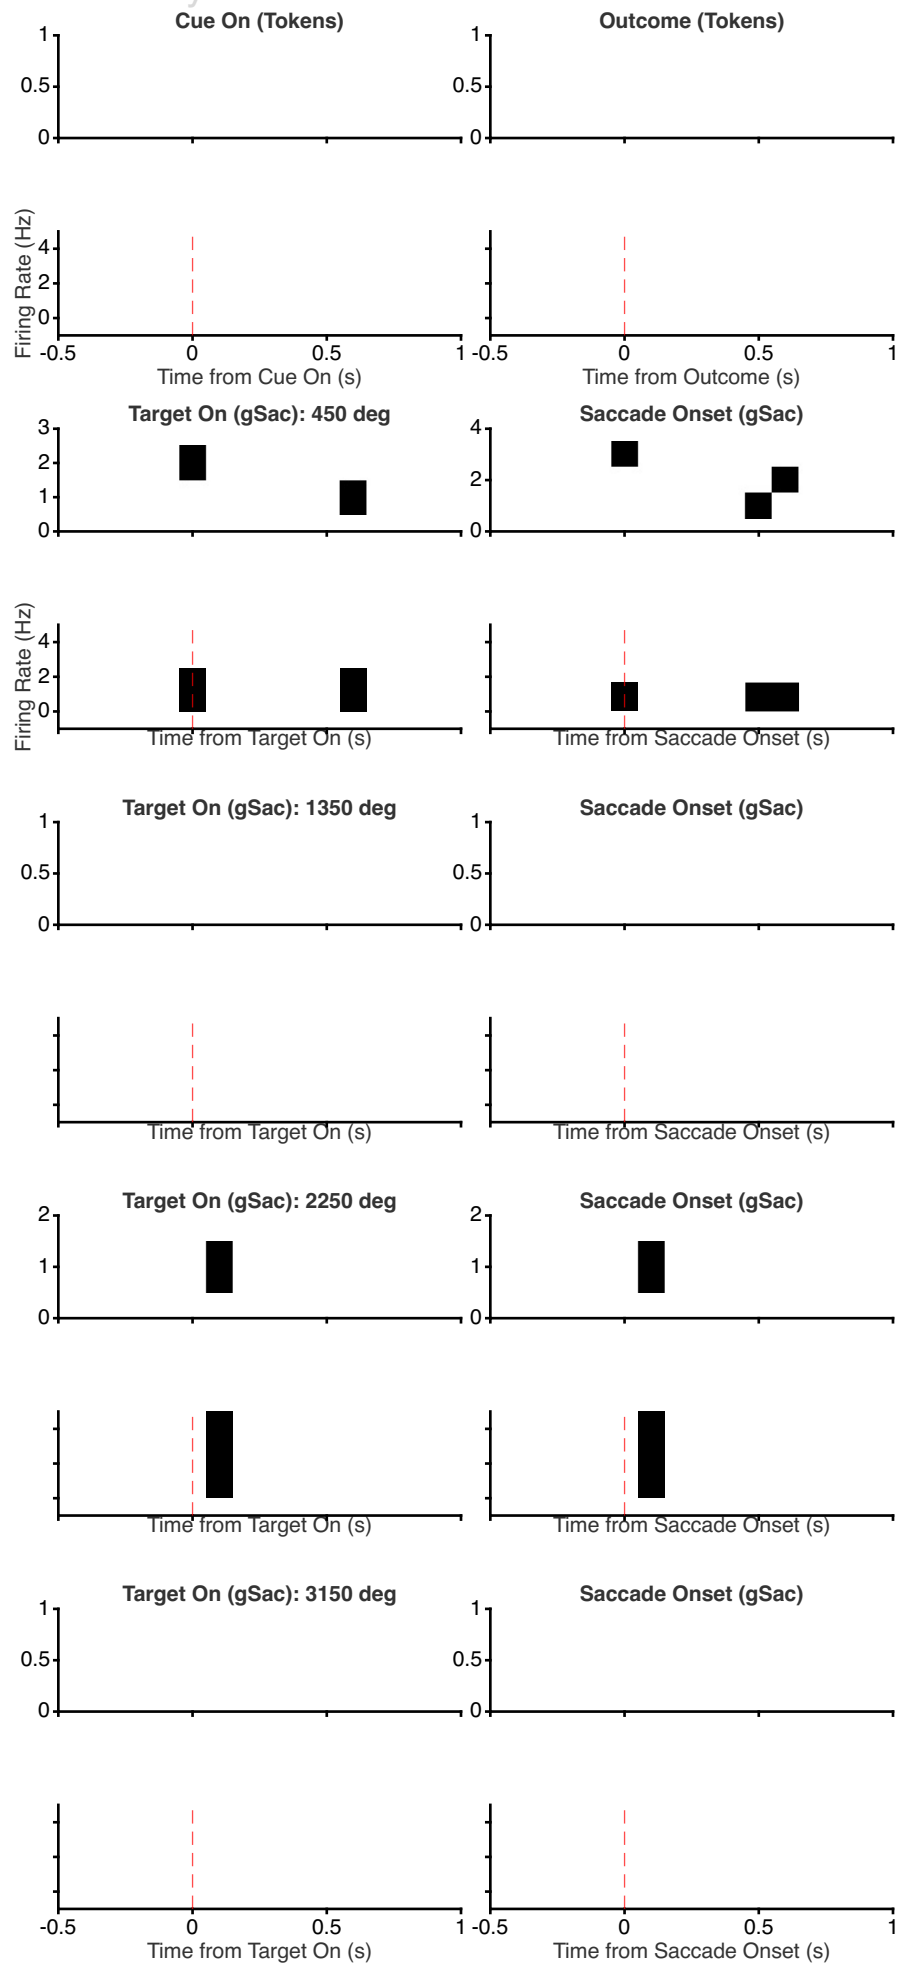 Cue On (Tokens) Outcome (Tokens)
1 1
0.5 0.5
0 0
Firing Rate (Hz)
4
2
0
-0.5 0 0.5 1 -0.5 0 0.5 1
Time from Cue On (s) Time from Outcome (s)
Target On (gSac): 450 deg Saccade Onset (gSac)
3 4
2 2
1
0 0
Firing Rate (Hz)
4
2
0
Time from Target On (s) Time from Saccade Onset (s)
Target On (gSac): 1350 deg Saccade Onset (gSac)
1 1
0.5 0.5
0 0
Time from Target On (s) Time from Saccade Onset (s)
Target On (gSac): 2250 deg Saccade Onset (gSac)
2 2
1 1
0 0
Time from Target On (s) Time from Saccade Onset (s)
Target On (gSac): 3150 deg Saccade Onset (gSac)
1 1
0.5 0.5
0 0
-0.5 0 0.5 1 -0.5 0 0.5 1
Time from Target On (s) Time from Saccade Onset (s)